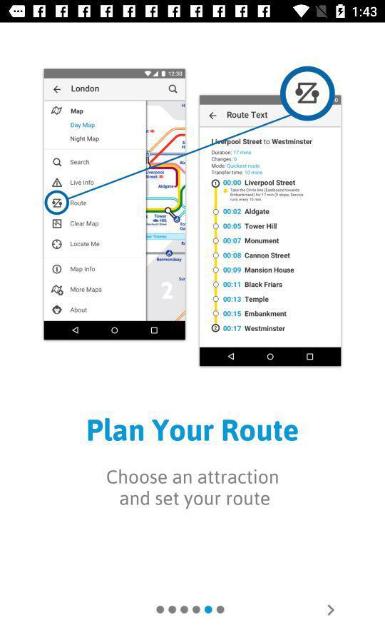 1:43
12:30
London
Map
Day Map
Night Map
Search
Live Info
Route
Clear Map
Locate Me
Map Info
More Maps
About
Aldgate
Tower
Bermondsey
2
Route Text
Liverpool Street to Westminster
Duration: 17 mins
Changes: 0
Mode: Quickest route
Transfer time: 10 mins
1 00:00 Liverpool Street
00:02 Aldgate
00:05 Tower Hill
00:07 Monument
00:08 Cannon Street
00:09 Mansion House
00:11 Black Friars
00:13 Temple
00:15 Embankment
2 00:17 Westminster
Plan Your Route
Choose an attraction
and set your route